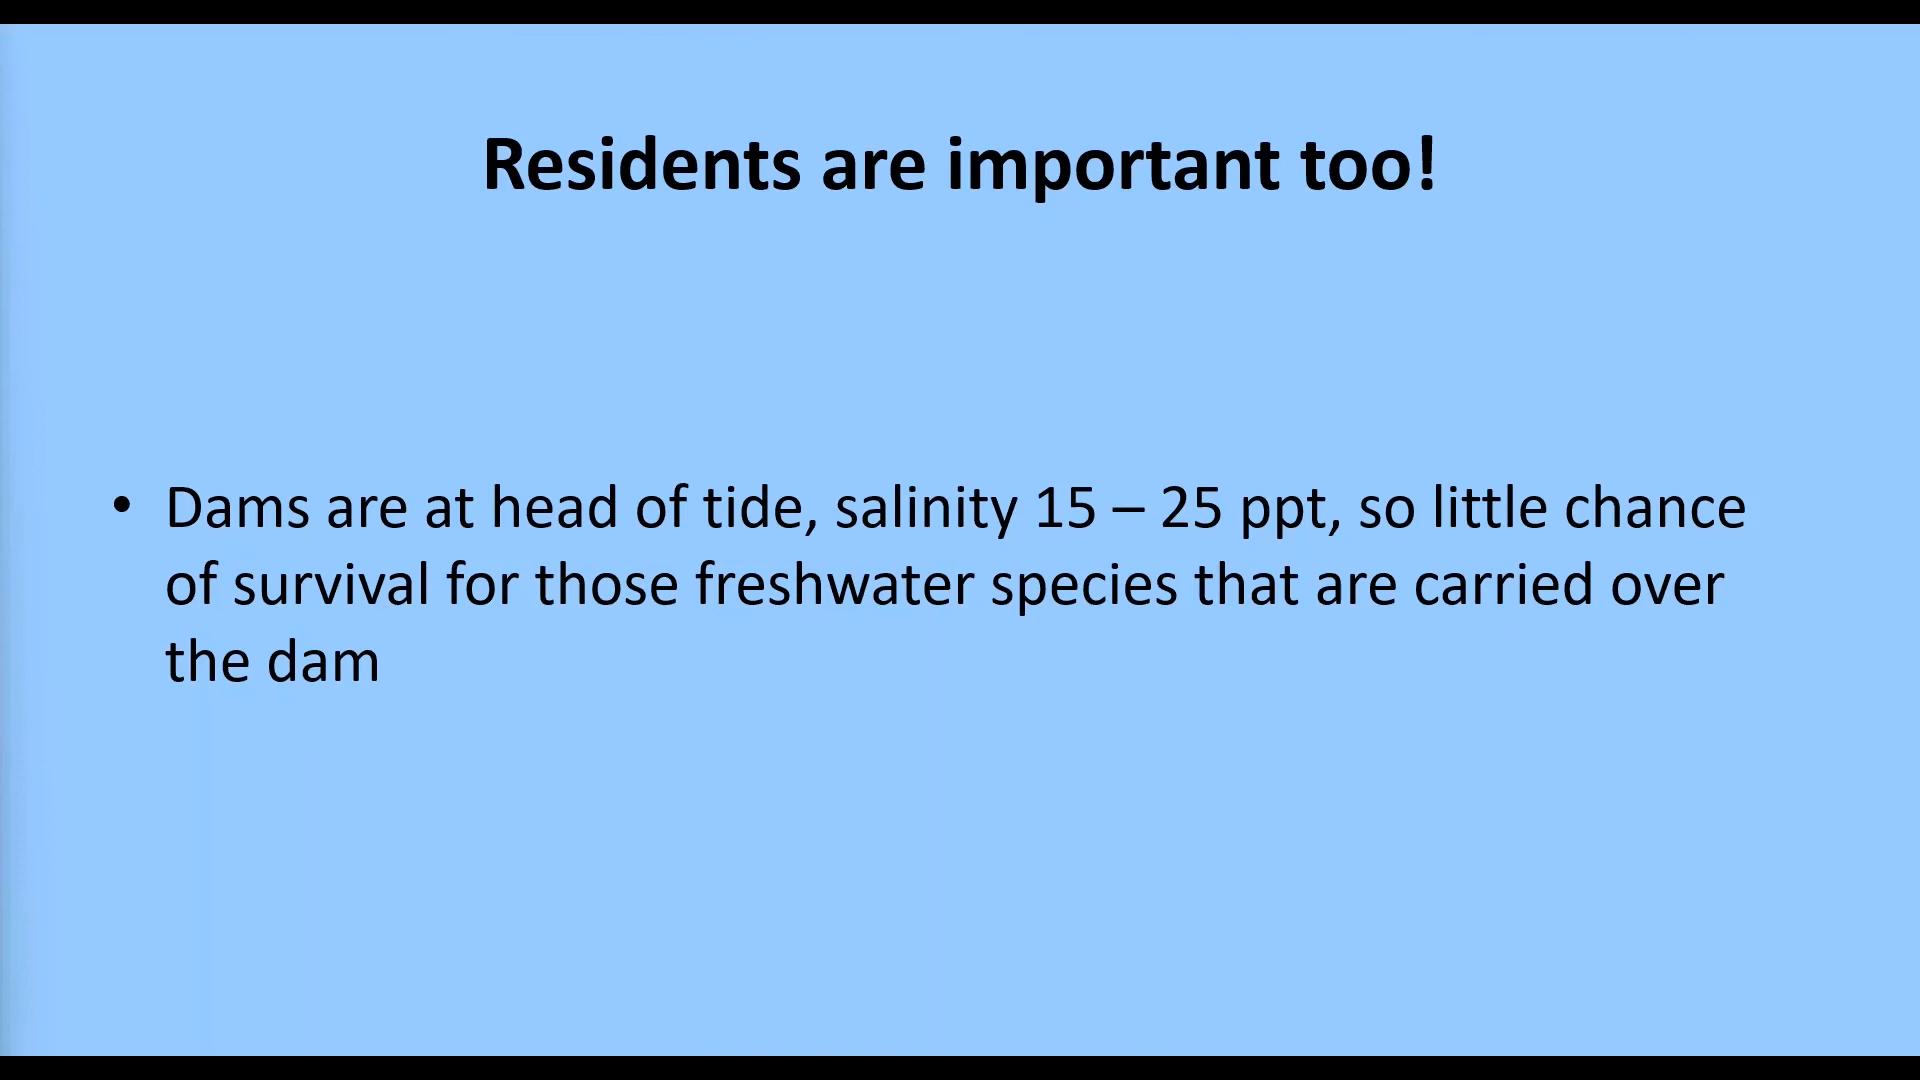 Residents are important too!
• Dams are at head of tide, salinity 15 – 25 ppt, so little chance
of survival for those freshwater species that are carried over
the dam